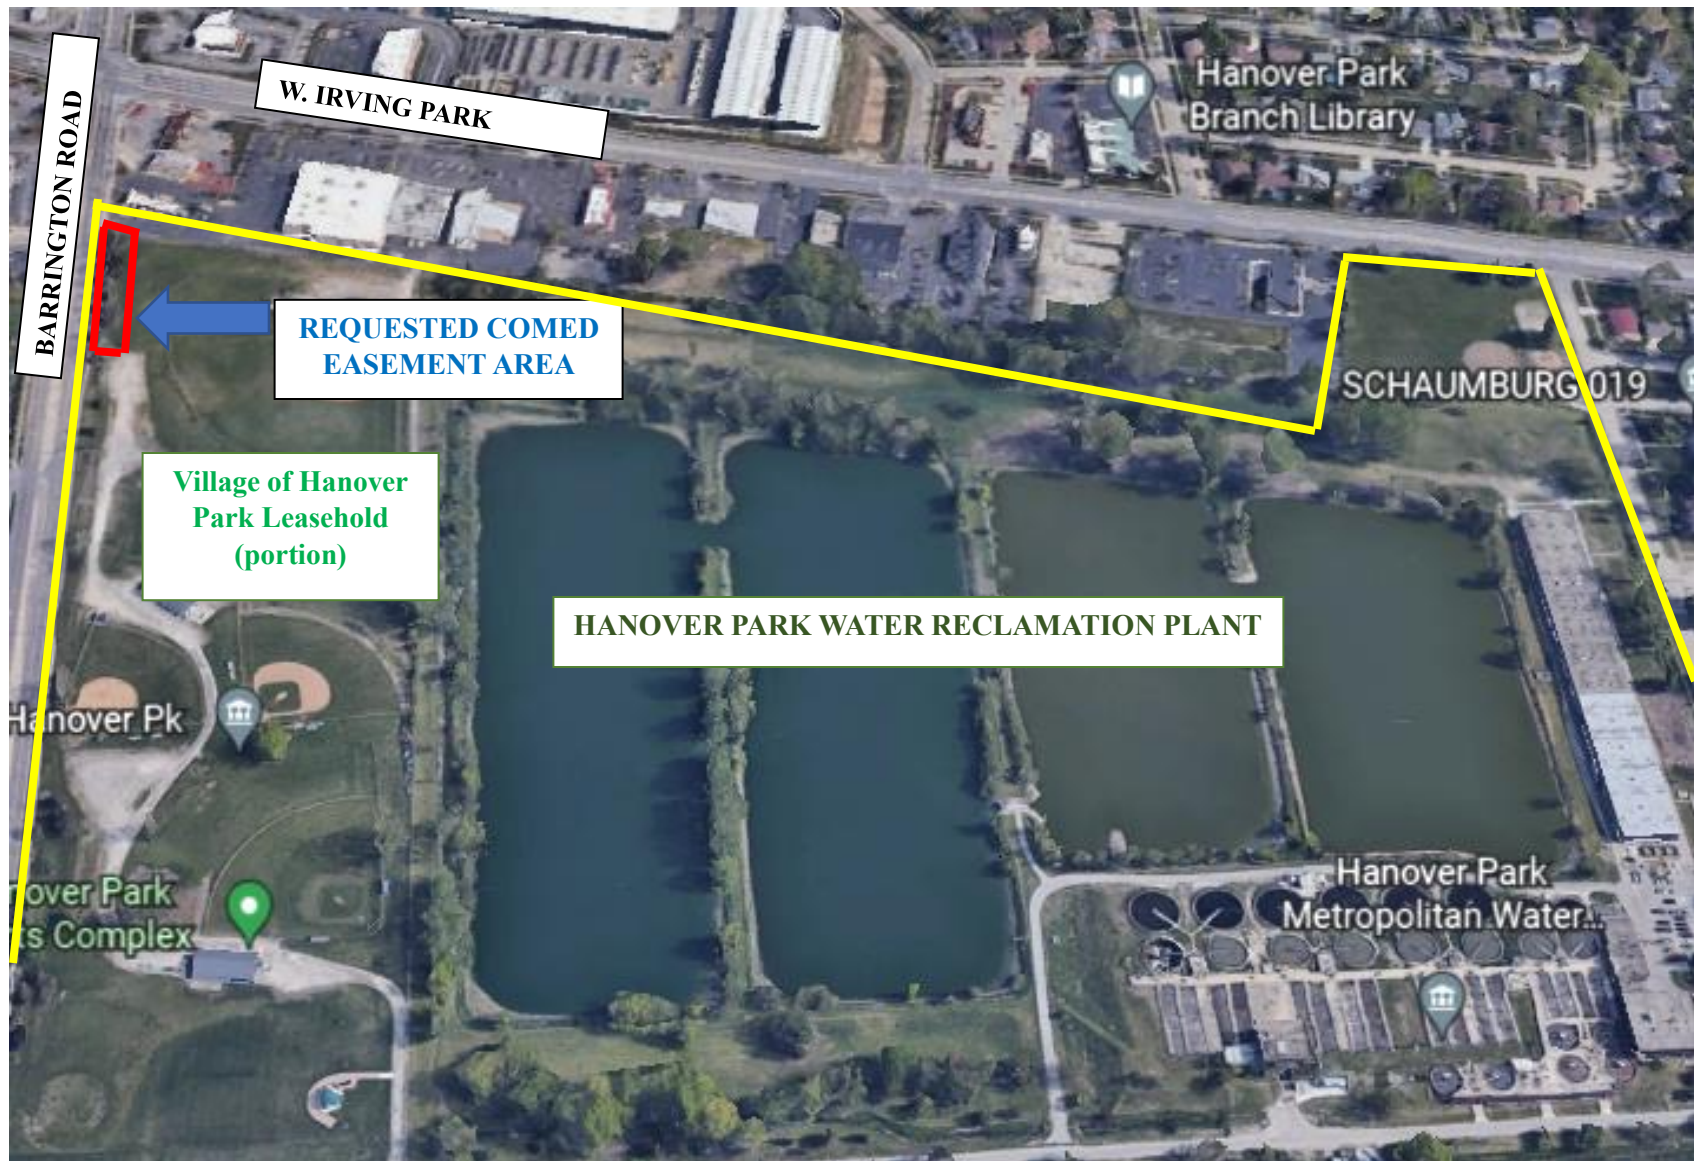 W. IRVING PARK
BARRINGTON ROAD
Hanover Park
Branch Library
REQUESTED COMED
EASEMENT AREA
SCHAUMBURG 019
Village of Hanover
Park Leasehold
(portion)
HANOVER PARK WATER RECLAMATION PLANT
Hanover Pk
Hanover Park
Metropolitan Water...
nover Park
ts Complex